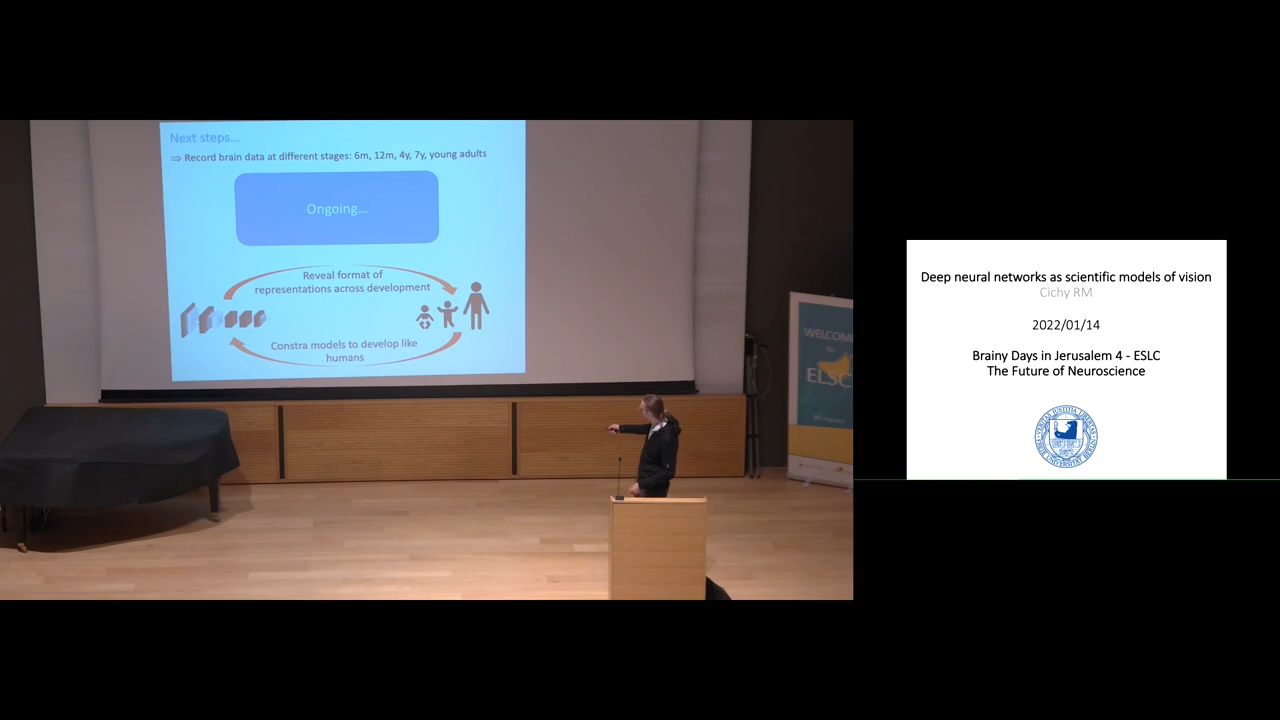 Next steps...
⇒ Record brain data at different stages: 6m, 12m, 4y, 7y, young adults
Ongoing...
Reveal format of
representations across development
Constra models to develop like
humans
WELCOME
ELSC
Deep neural networks as scientific models of vision
Cichy RM
2022/01/14
Brainy Days in Jerusalem 4 - ESLC
The Future of Neuroscience